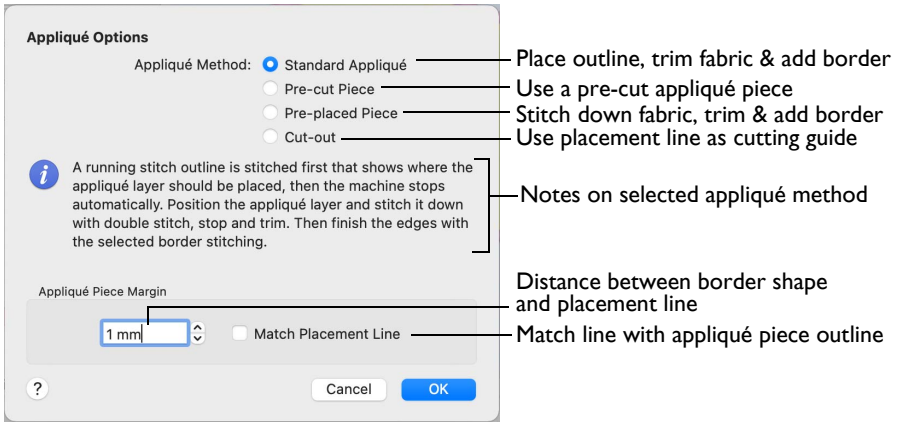 Appliqué Options
Appliqué Method:
Standard Appliqué
Place outline, trim fabric & add border
Pre-cut Piece
Use a pre-cut appliqué piece
Pre-placed Piece
Stitch down fabric, trim & add border
Cut-out
Use placement line as cutting guide
i
A running stitch outline is stitched first that shows where the
appliqué layer should be placed, then the machine stops
automatically. Position the appliqué layer and stitch it down
with double stitch, stop and trim. Then finish the edges with
the selected border stitching.
Notes on selected appliqué method
Appliqué Piece Margin
Distance between border shape
and placement line
1 mm
Match Placement Line
Match line with appliqué piece outline
?
Cancel
OK